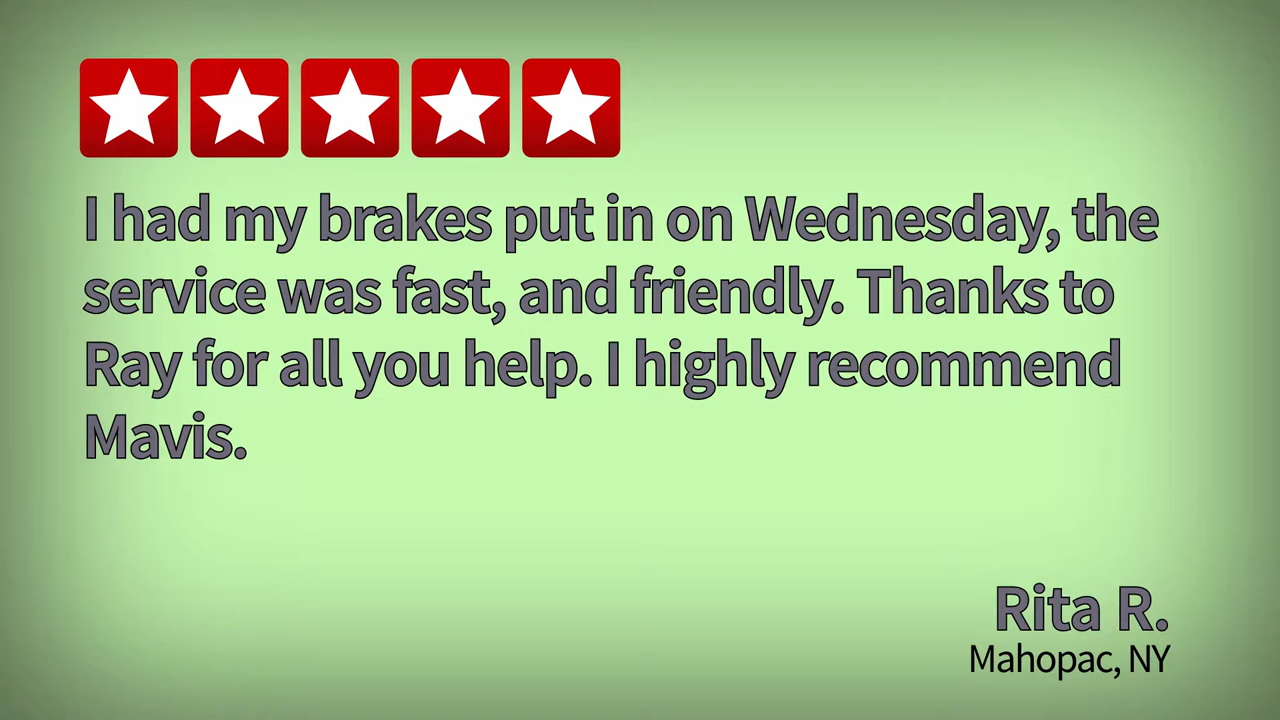 I had my brakes put in on Wednesday, the
service was fast, and friendly. Thanks to
Ray for all you help. I highly recommend
Mavis.
Rita R.
Mahopac, NY